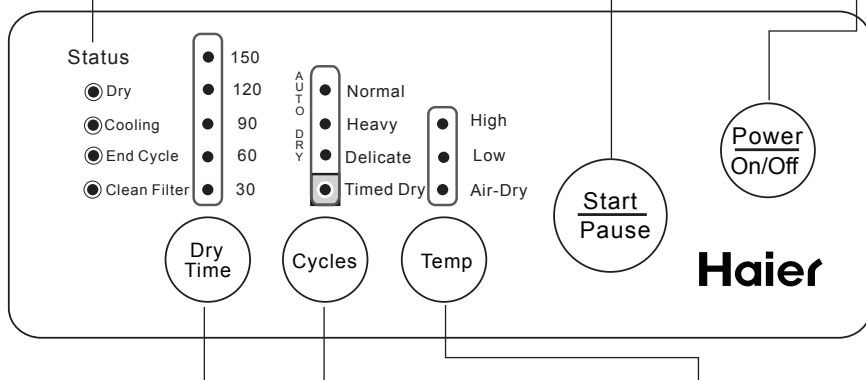 Status
Dry
Cooling
End Cycle
Clean Filter
150
120
90
60
30
AUTO DRY
Normal
Heavy
Delicate
Timed Dry
High
Low
Air-Dry
Dry
Time
Cycles
Temp
Start
Pause
Power
On/Off
Haier